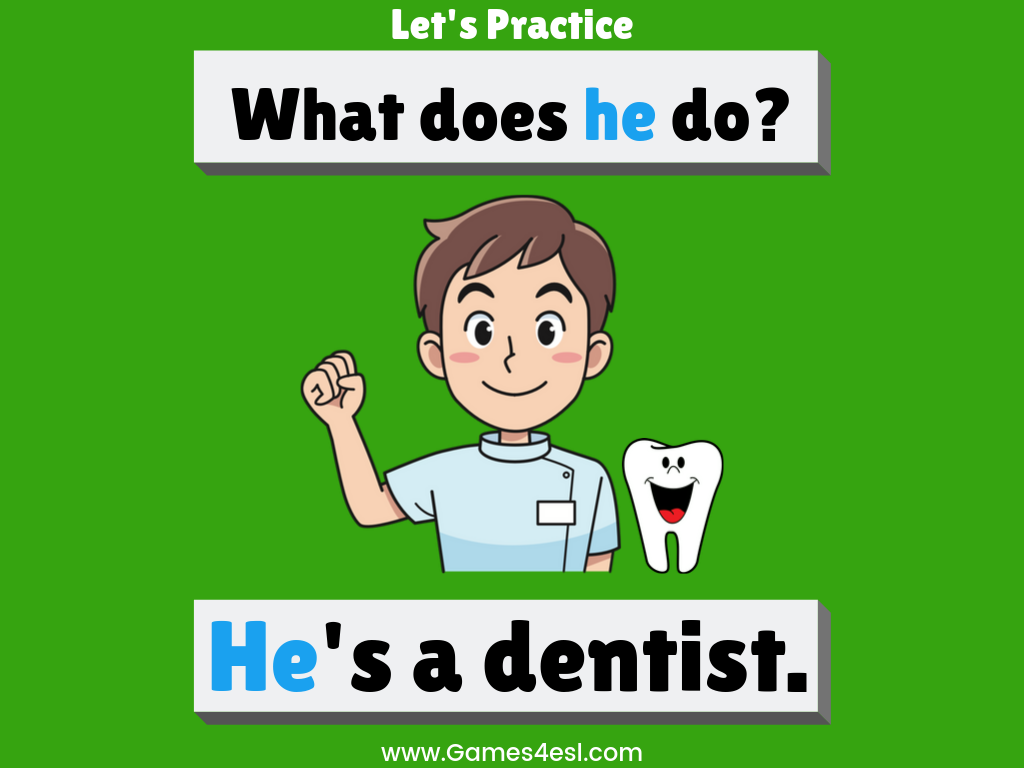 Let's Practice
What does he do?
He's a dentist.
www.Games4esl.com